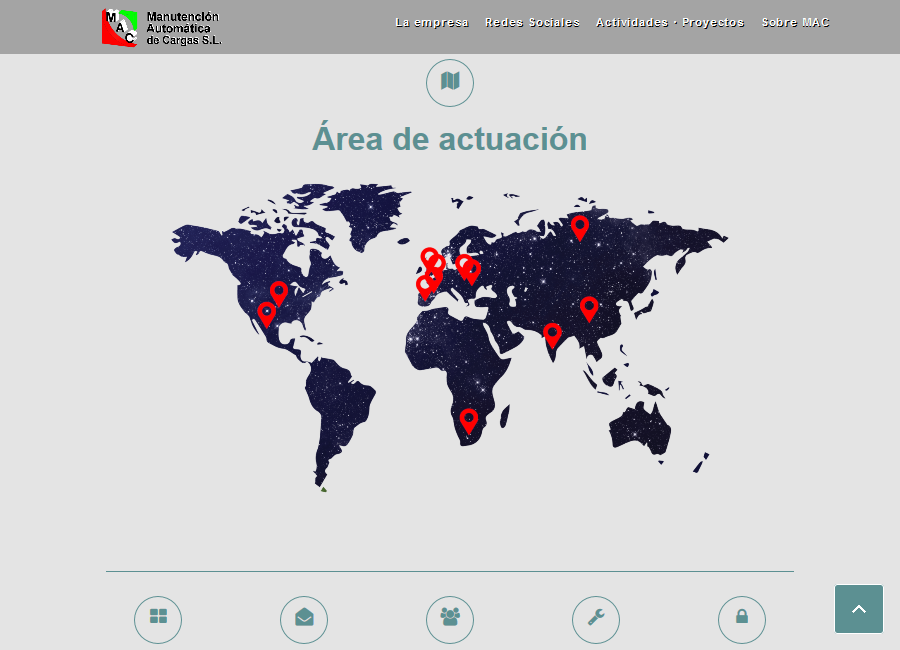 MAC
Manutención
Automática
de Cargas S.L.
La empresa Redes Sociales Actividades · Proyectos Sobre MAC
Área de actuación